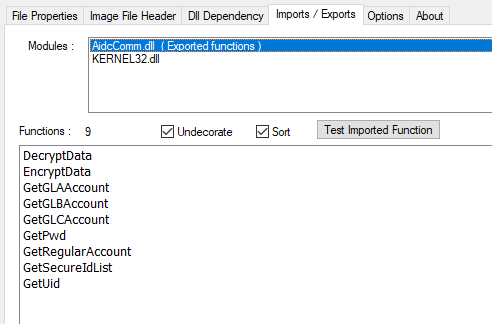 File Properties Image File Header Dll Dependency Imports / Exports Options About
Modules : AidcComm.dll ( Exported functions )
KERNEL32.dll
Functions : 9 Undecorate Sort Test Imported Function
DecryptData
EncryptData
GetGLAAccount
GetGLBAccount
GetGLCAccount
GetPwd
GetRegularAccount
GetSecureIdList
GetUid